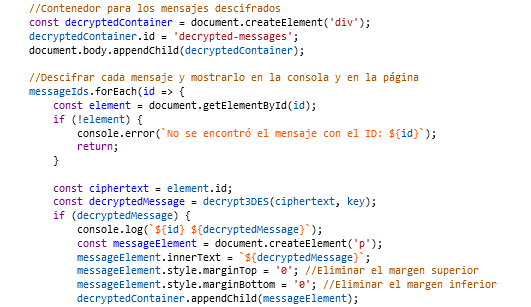 //Contenedor para los mensajes descifrados
const decryptedContainer = document.createElement('div');
decryptedContainer.id = 'decrypted-messages';
document.body.appendChild(decryptedContainer);

//Descifrar cada mensaje y mostrarlo en la consola y en la página
messageIds.forEach(id => {
    const element = document.getElementById(id);
    if (!element) {
        console.error(`No se encontró el mensaje con el ID: ${id}`);
        return;
    }

    const ciphertext = element.id;
    const decryptedMessage = decrypt3DES(ciphertext, key);
    if (decryptedMessage) {
        console.log(`${id} ${decryptedMessage}`);
        const messageElement = document.createElement('p');
        messageElement.innerText = `${decryptedMessage}`;
        messageElement.style.marginTop = '0'; //Eliminar el margen superior
        messageElement.style.marginBottom = '0'; //Eliminar el margen inferior
        decryptedContainer.appendChild(messageElement);